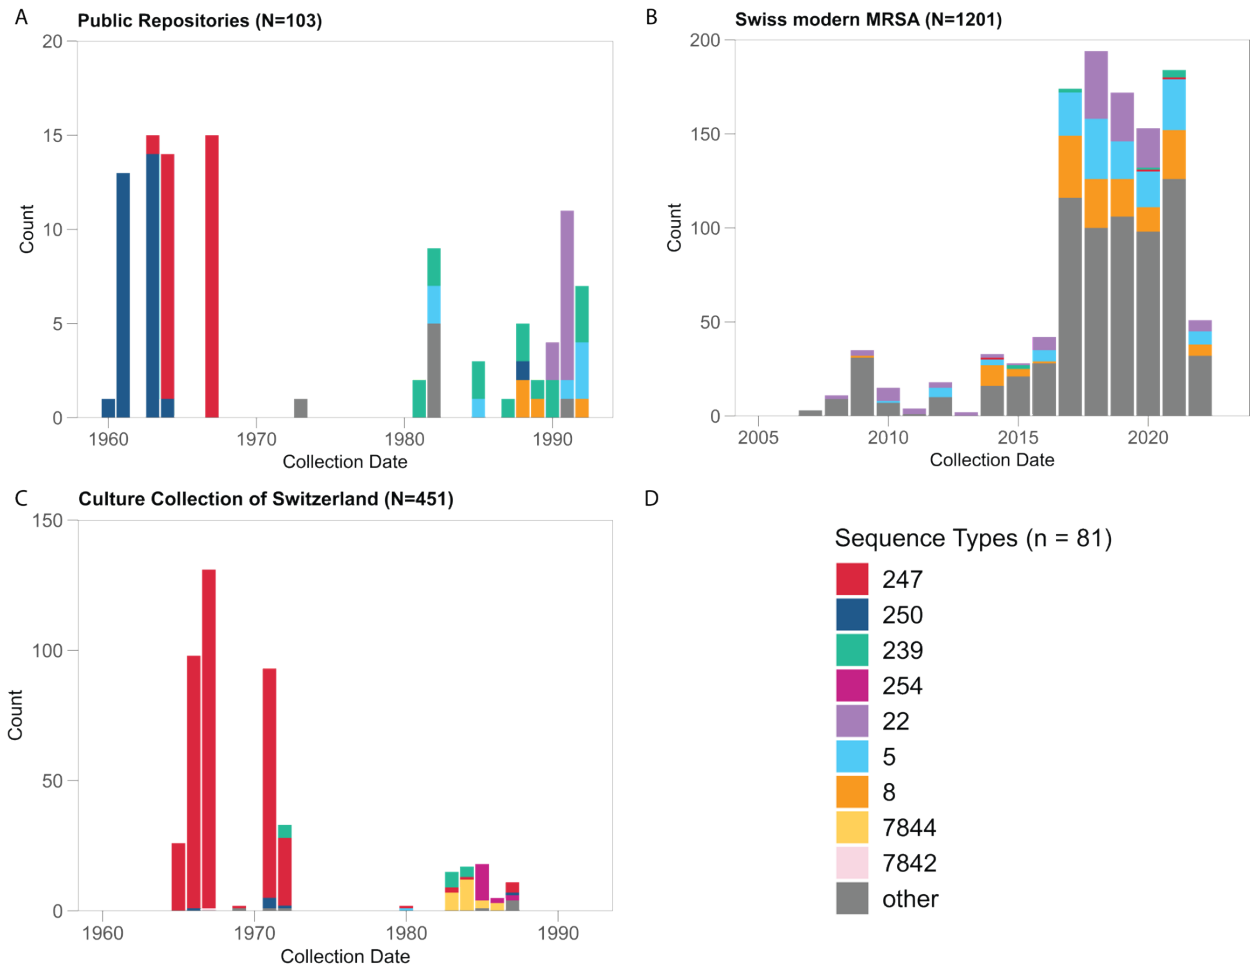 A
Public Repositories (N=103)
20
15
10
5
0
Count
1960
1970
1980
1990
Collection Date
B
Swiss modern MRSA (N=1201)
200
150
100
50
0
Count
2005
2010
2015
2020
Collection Date
C
Culture Collection of Switzerland (N=451)
150
100
50
0
Count
1960
1970
1980
1990
Collection Date
D
Sequence Types (n = 81)
247
250
239
254
22
5
8
7844
7842
other